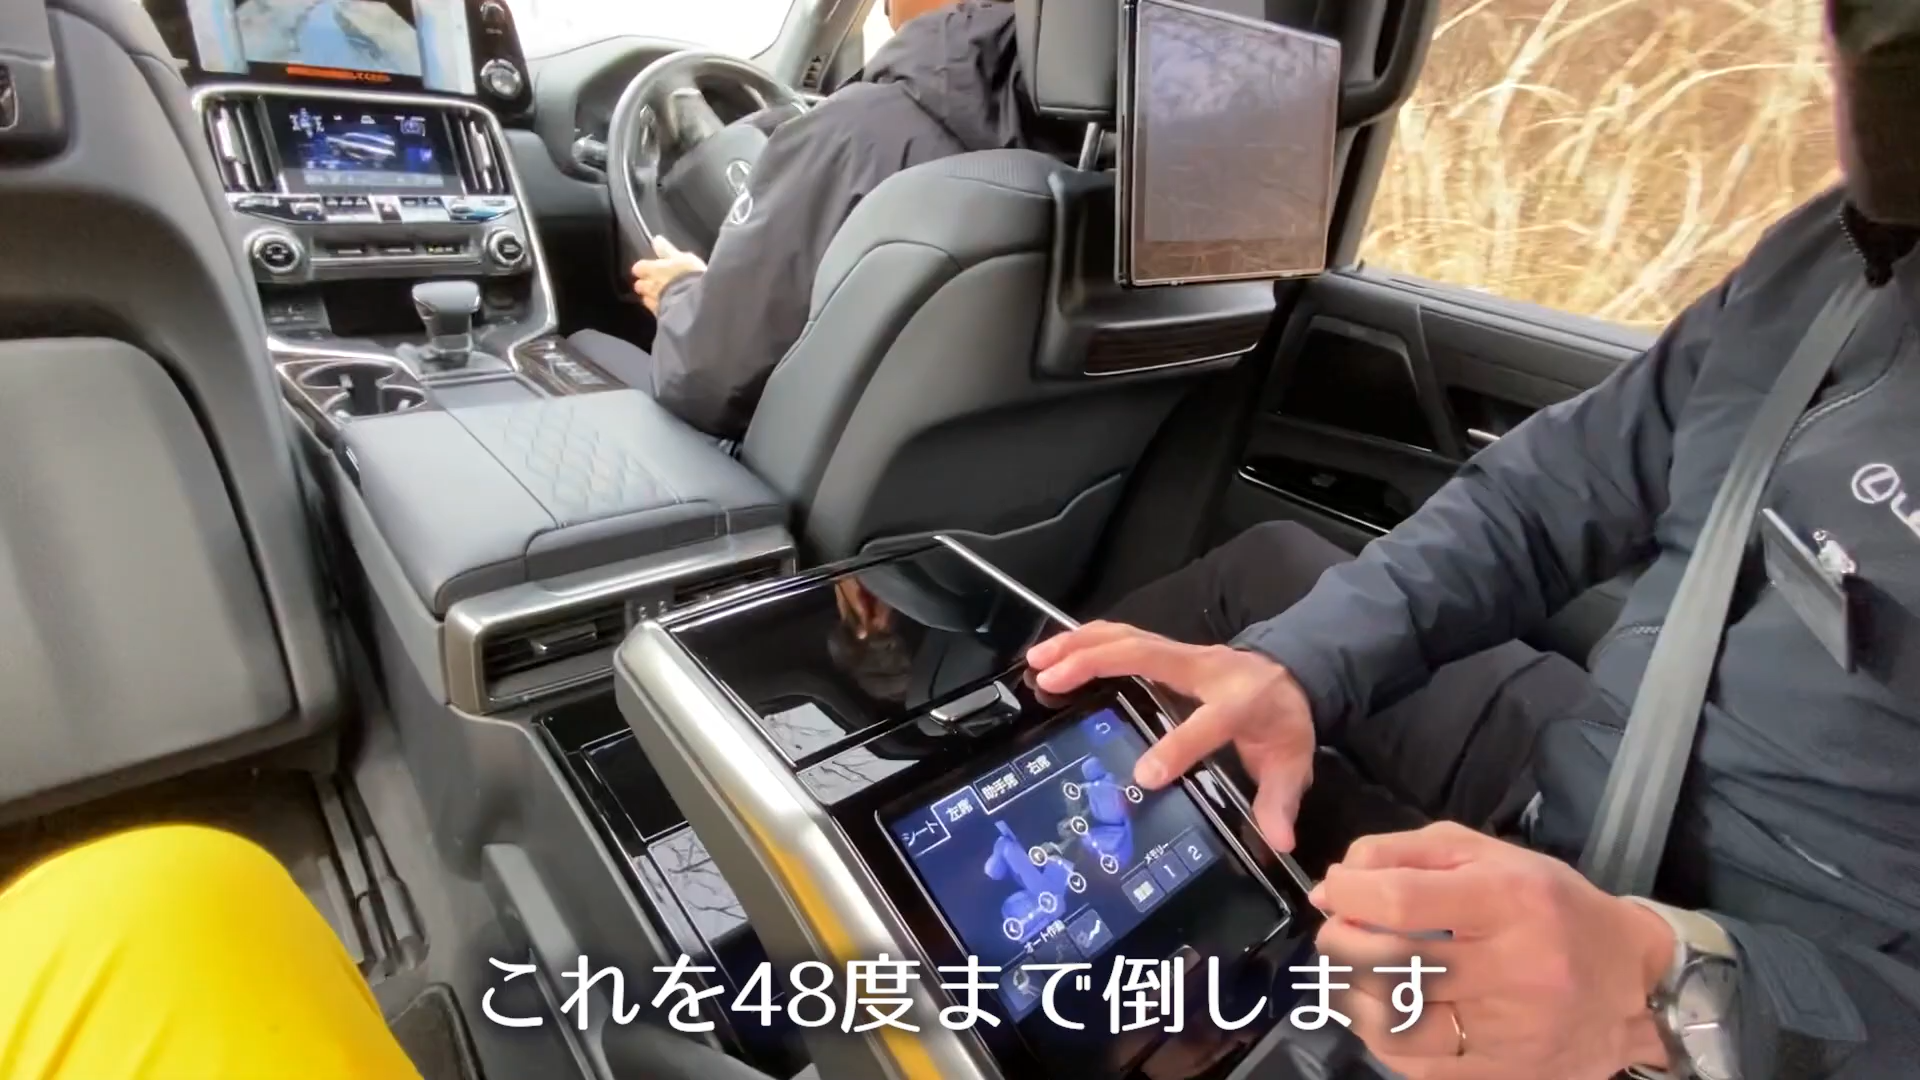 シート
左席
助手席
右席
メモリー
登録
1
2
オート作動
これを48度まで倒します